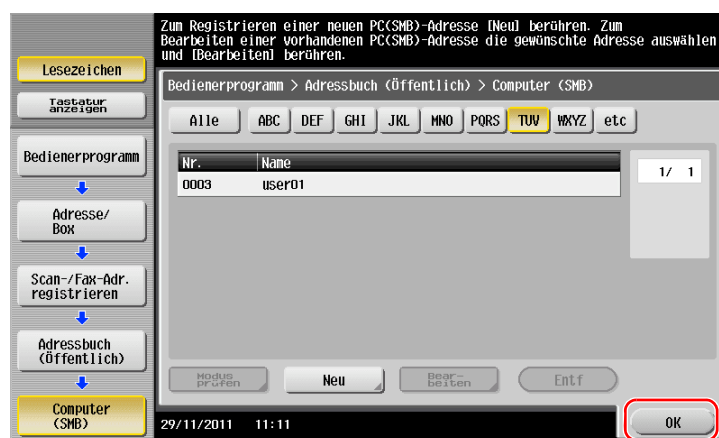 Zum Registrieren einer neuen PC(SMB)-Adresse [Neu] berühren. Zum
Bearbeiten einer vorhandenen PC(SMB)-Adresse die gewünschte Adresse auswählen
und [Bearbeiten] berühren.
Lesezeichen
Tastatur
anzeigen
Bedienerprogramm
Adresse/
Box
Scan-/Fax-Adr.
registrieren
Adressbuch
(Öffentlich)
Computer
(SMB)
Bedienerprogramm > Adressbuch (Öffentlich) > Computer (SMB)
Alle ABC DEF GHI JKL MNO PQRS TUV WXYZ etc
Nr. Name
0003 user01
1/ 1
Modus
prüfen
Neu
Bear-
beiten
Entf
29/11/2011 11:11
OK